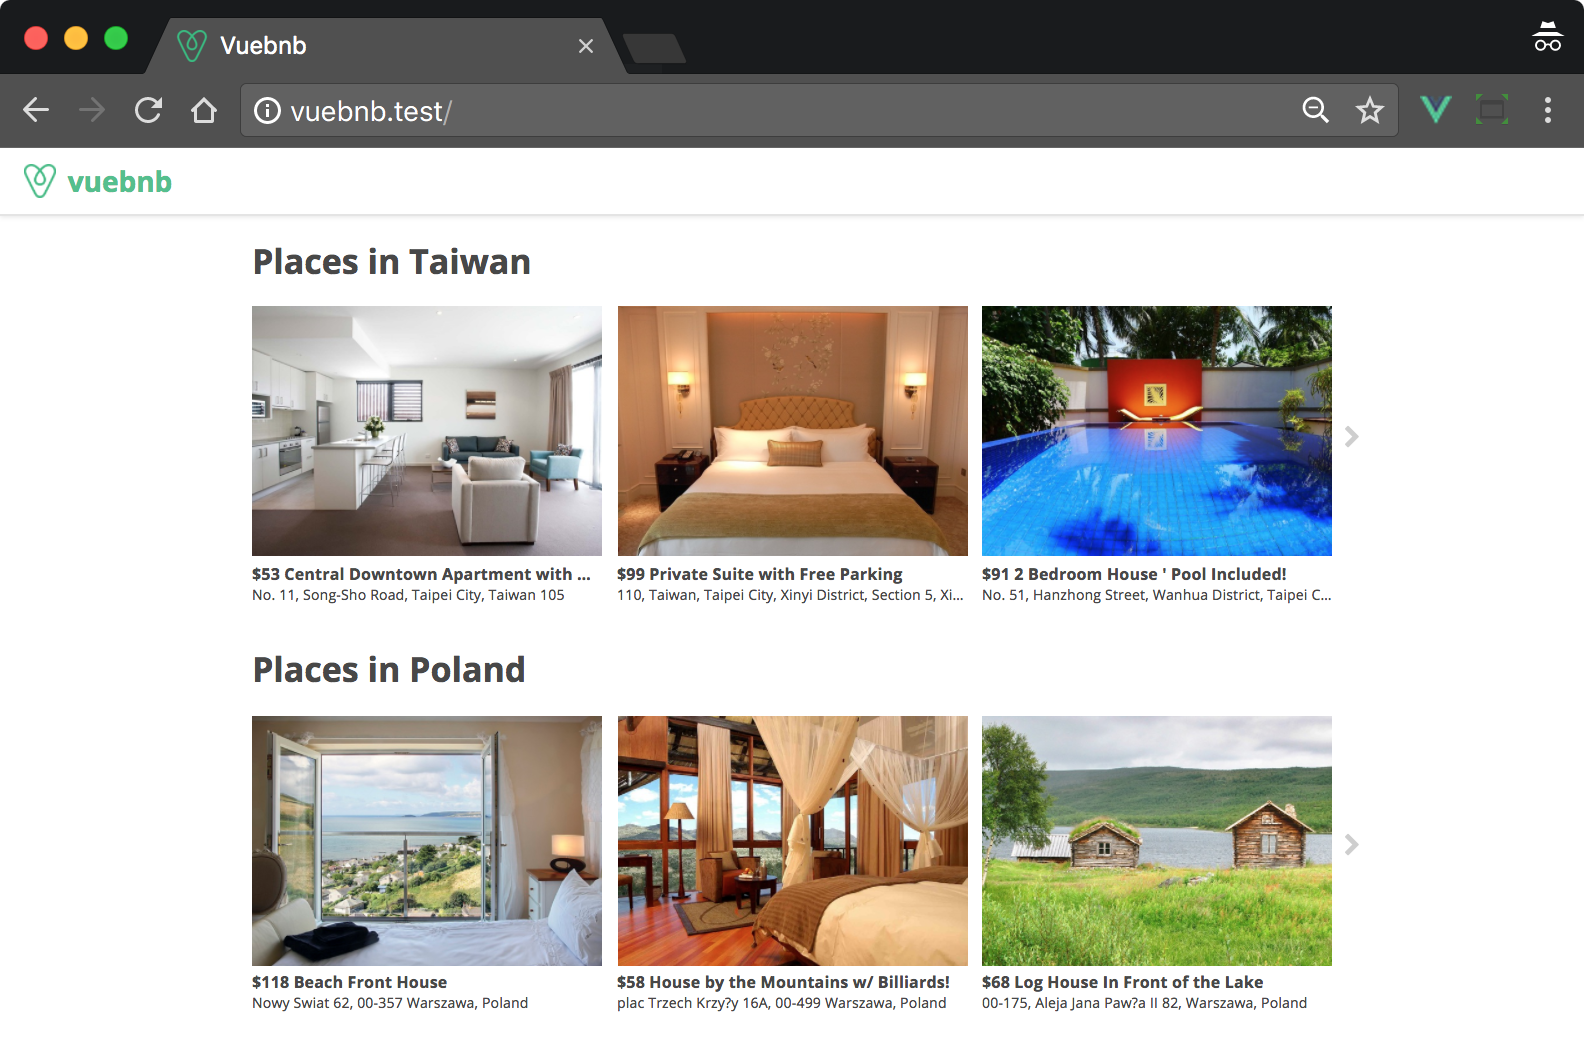 Vuebnb
vuebnb.test/
vuebnb
Places in Taiwan
$53 Central Downtown Apartment with ...
No. 11, Song-Sho Road, Taipei City, Taiwan 105
$99 Private Suite with Free Parking
110, Taiwan, Taipei City, Xinyi District, Section 5, Xi...
$91 2 Bedroom House ' Pool Included!
No. 51, Hanzhong Street, Wanhua District, Taipei C...
Places in Poland
$118 Beach Front House
Nowy Swiat 62, 00-357 Warszawa, Poland
$58 House by the Mountains w/ Billiards!
plac Trzech Krzy?y 16A, 00-499 Warszawa, Poland
$68 Log House In Front of the Lake
00-175, Aleja Jana Paw?a II 82, Warszawa, Poland